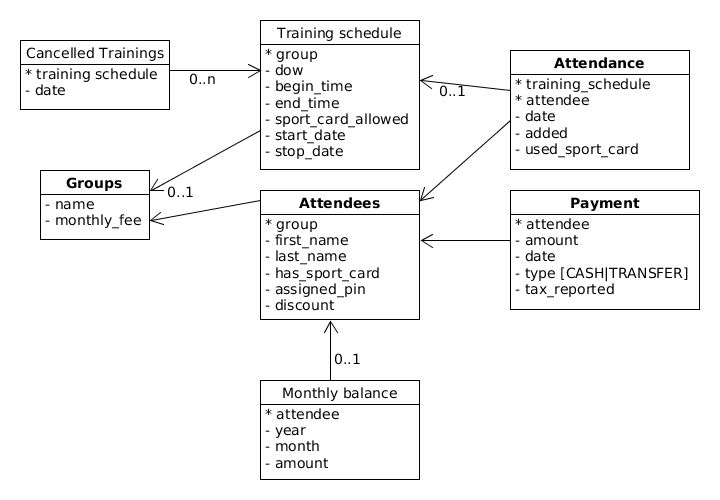 Training schedule
* group
- dow
- begin_time
- end_time
- sport_card_allowed
- start_date
- stop_date
Cancelled Trainings
* training schedule
- date
0..n
Attendance
* training_schedule
* attendee
- date
- added
- used_sport_card
0..1
Groups
- name
- monthly_fee
0..1
Attendees
* group
- first_name
- last_name
- has_sport_card
- assigned_pin
- discount
Payment
* attendee
- amount
- date
- type [CASH|TRANSFER]
- tax_reported
0..1
Monthly balance
* attendee
- year
- month
- amount